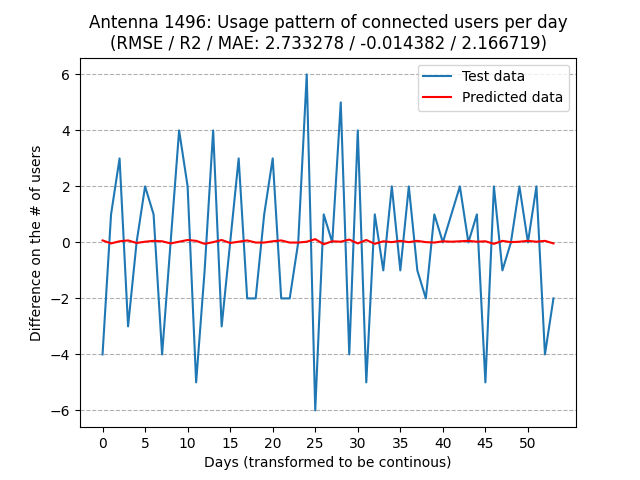 Antenna 1496: Usage pattern of connected users per day
(RMSE / R2 / MAE: 2.733278 / -0.014382 / 2.166719)
Test data
Predicted data
Difference on the # of users
6
4
2
0
−2
−4
−6
0 5 10 15 20 25 30 35 40 45 50
Days (transformed to be continous)